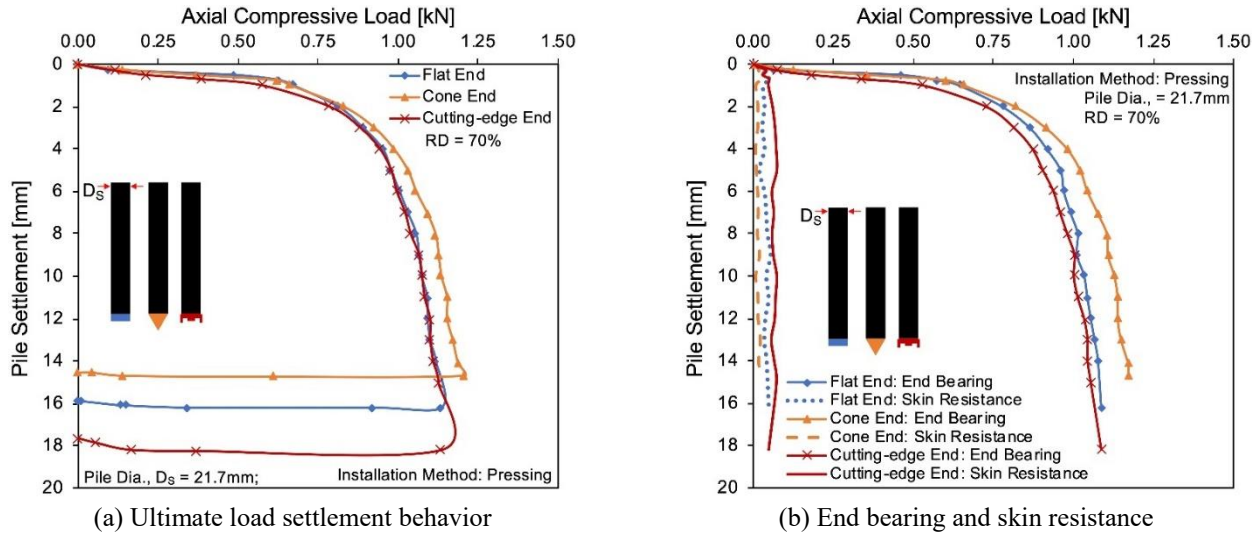 Axial Compressive Load [kN]
0.00 0.25 0.50 0.75 1.00 1.25 1.50
Pile Settlement [mm]
0
2
4
6
8
10
12
14
16
18
20
Flat End
Cone End
Cutting-edge End
RD = 70%
DS
Pile Dia., DS = 21.7mm;
Installation Method: Pressing
(a) Ultimate load settlement behavior
Axial Compressive Load [kN]
0.00 0.25 0.50 0.75 1.00 1.25 1.50
Pile Settlement [mm]
0
2
4
6
8
10
12
14
16
18
20
Installation Method: Pressing
Pile Dia., = 21.7mm
RD = 70%
DS
Flat End: End Bearing
Flat End: Skin Resistance
Cone End: End Bearing
Cone End: Skin Resistance
Cutting-edge End: End Bearing
Cutting-edge End: Skin Resistance
(b) End bearing and skin resistance